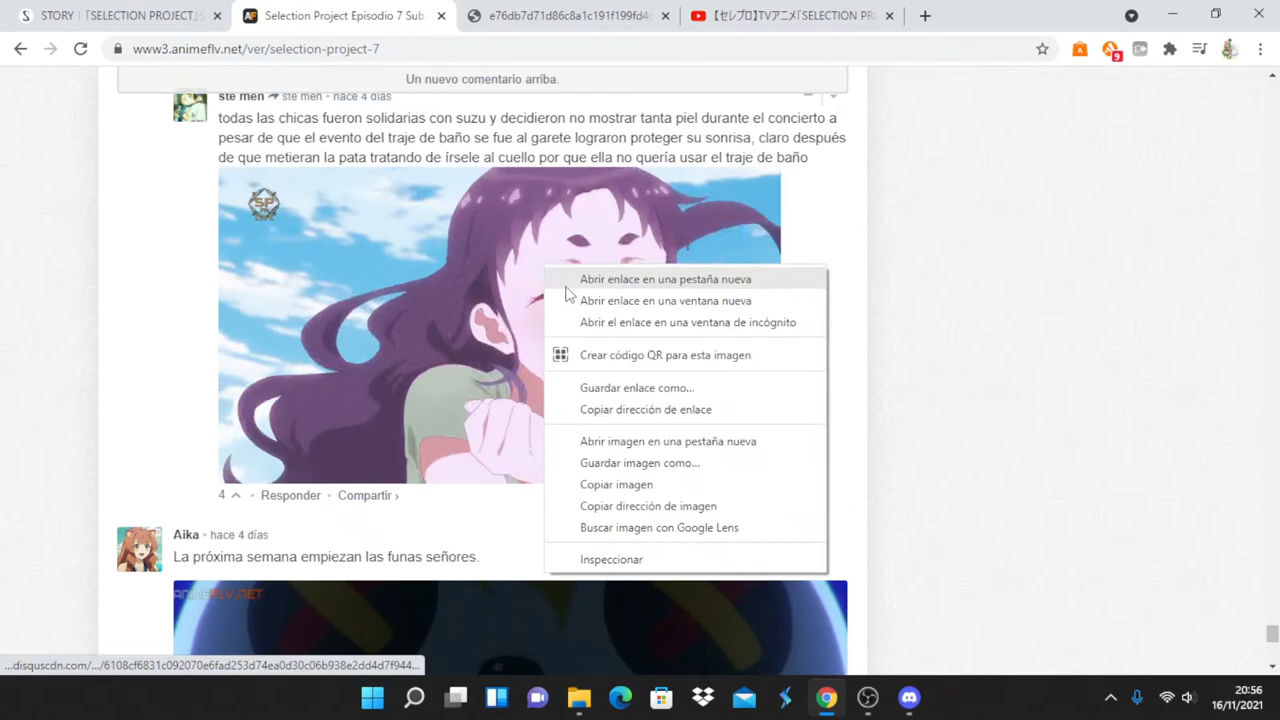 STORY |「SELECTION PROJECT」S
Selection Project Episodio 7 Sub
e76db7d71d86c8a1c191f199fd4c
【セレプロ】TVアニメ「SELECTION PR
www3.animeflv.net/ver/selection-project-7
9
Un nuevo comentario arriba.
ste men ste men · hace 4 días
todas las chicas fueron solidarias con suzu y decidieron no mostrar tanta piel durante el concierto a
pesar de que el evento del traje de baño se fue al garete lograron proteger su sonrisa, claro después
de que metieran la pata tratando de írsele al cuello por que ella no quería usar el traje de baño
SP
Abrir enlace en una pestaña nueva
Abrir enlace en una ventana nueva
Abrir el enlace en una ventana de incógnito
Crear código QR para esta imagen
Guardar enlace como...
Copiar dirección de enlace
Abrir imagen en una pestaña nueva
Guardar imagen como...
Copiar imagen
Copiar dirección de imagen
Buscar imagen con Google Lens
Inspeccionar
4 • Responder • Compartir ›
Aika • hace 4 días
La próxima semana empiezan las funas señores.
ANIMEFLV.NET
...disquscdn.com/.../6108cf6831c092070e6fad253d74ea0d30c06b938e2dd4d7f944...
20:56
16/11/2021